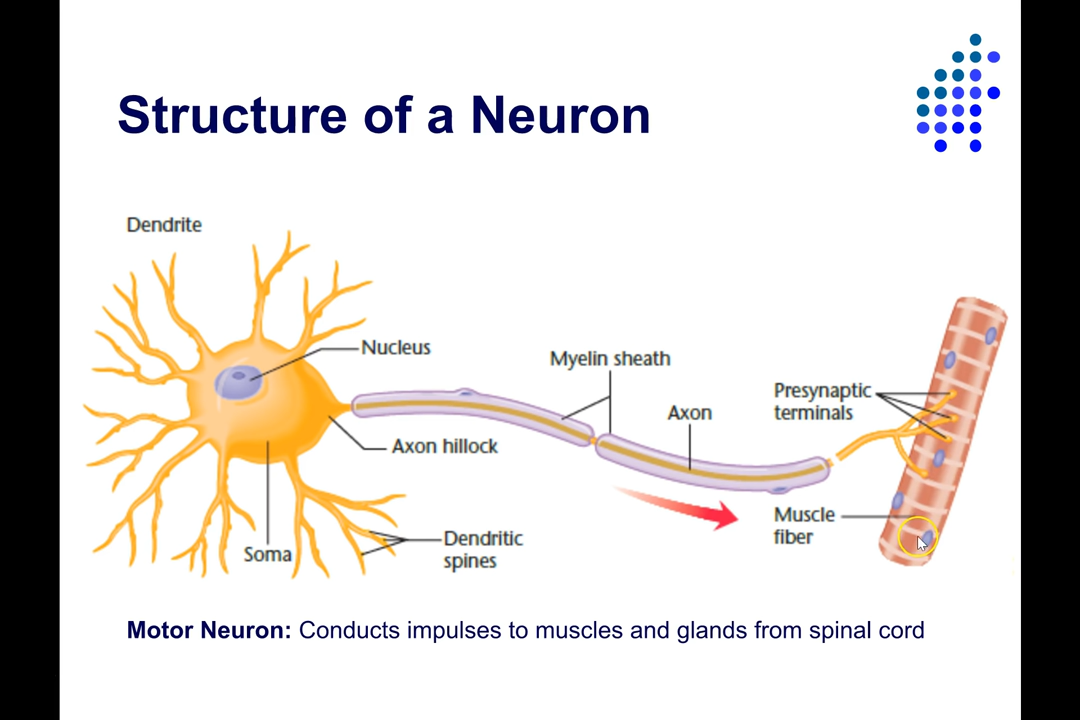 Structure of a Neuron
Dendrite
Nucleus
Myelin sheath
Presynaptic
terminals
Axon
Axon hillock
Muscle
fiber
Soma
Dendritic
spines
Motor Neuron: Conducts impulses to muscles and glands from spinal cord